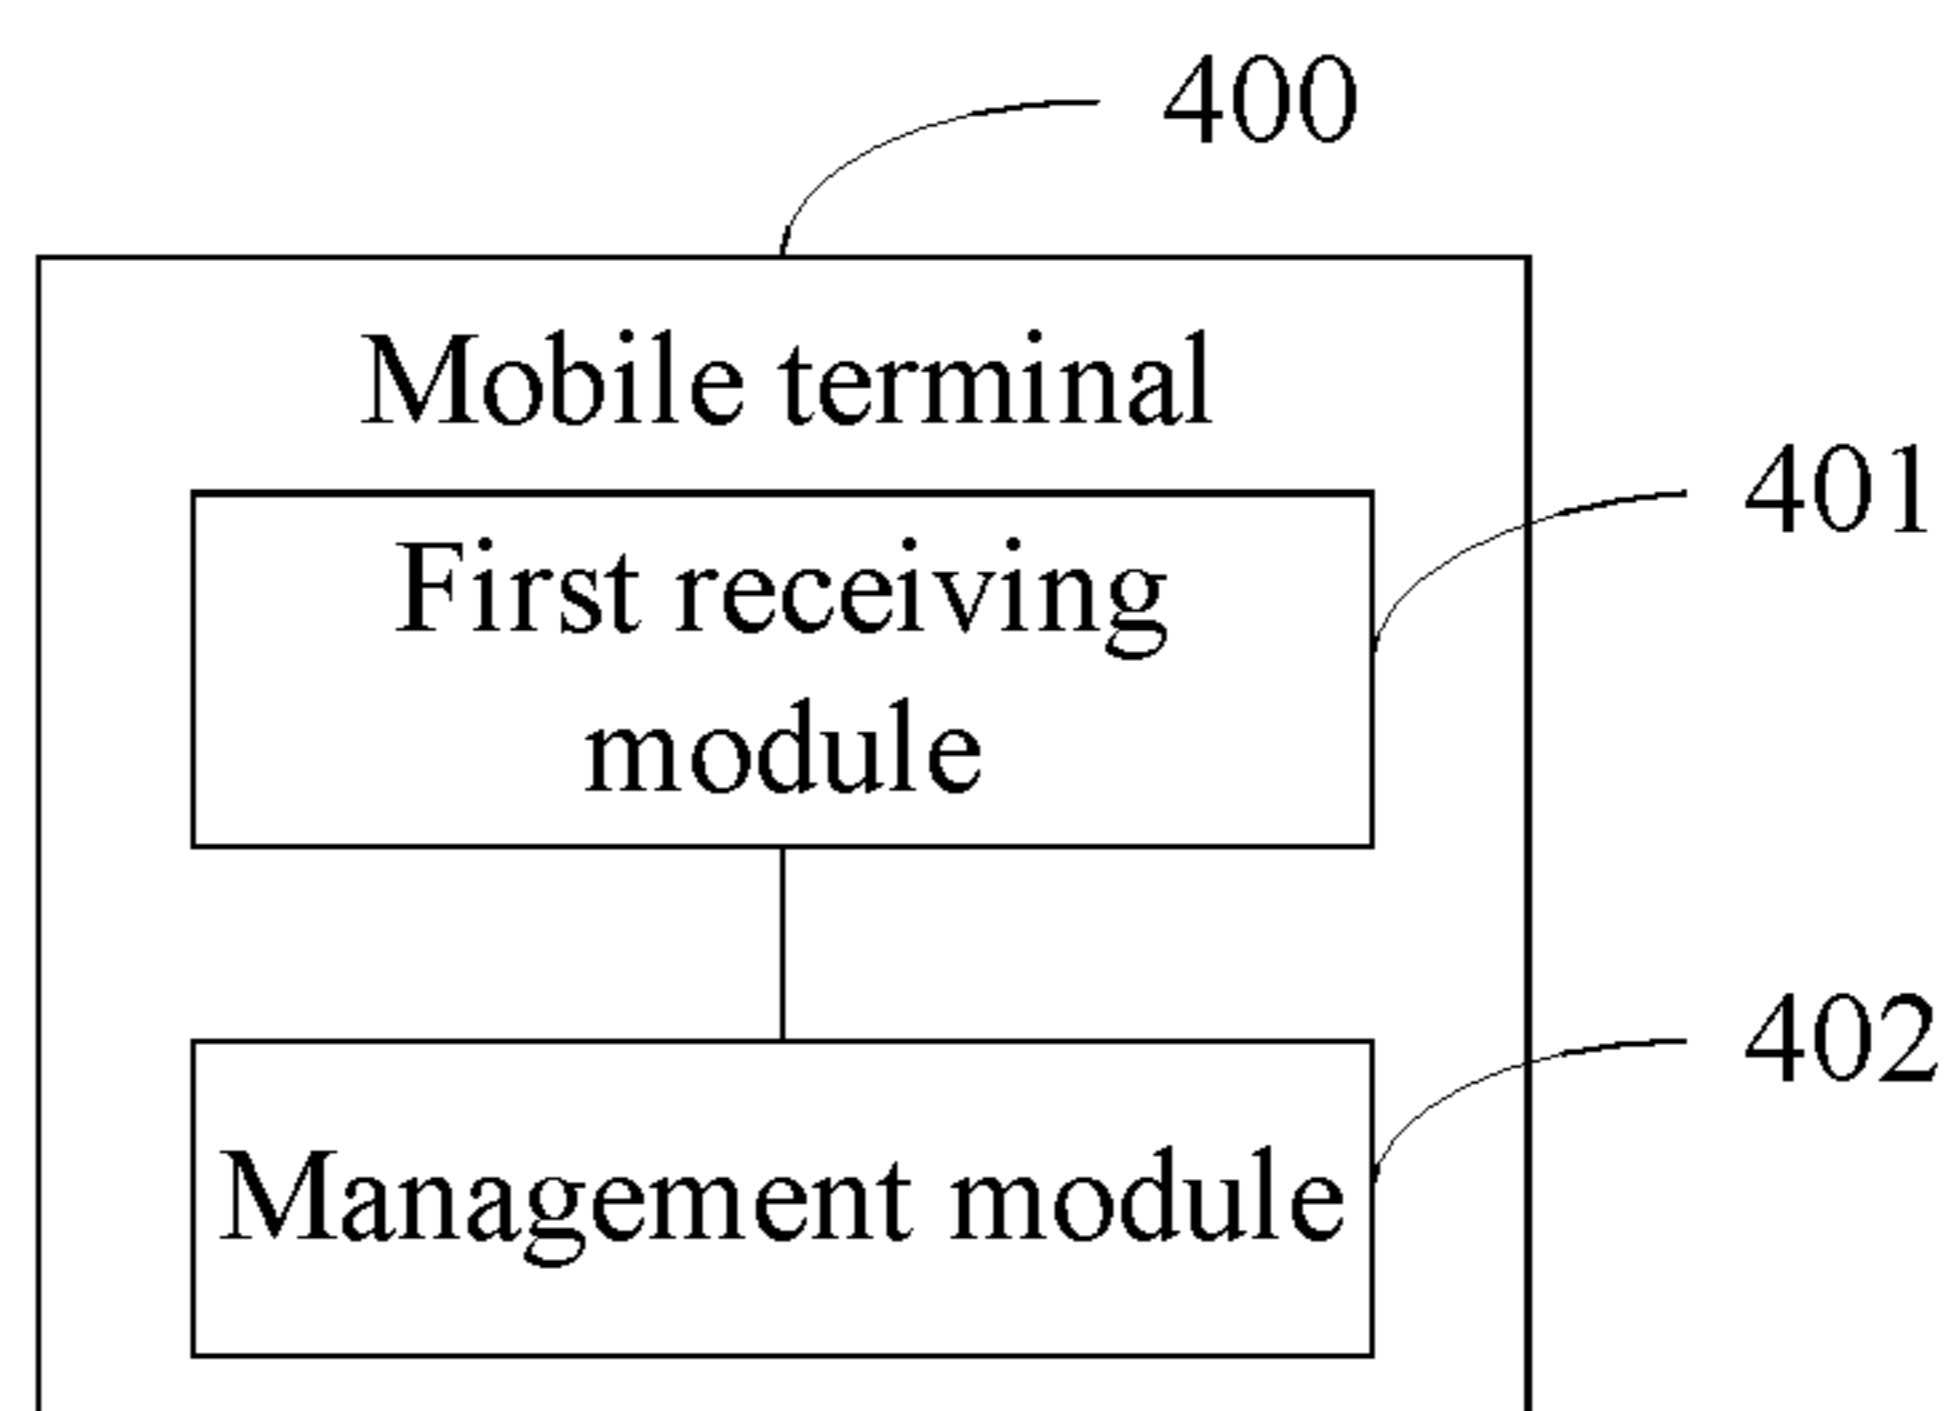 400
Mobile terminal
401
First receiving
module
402
Management module